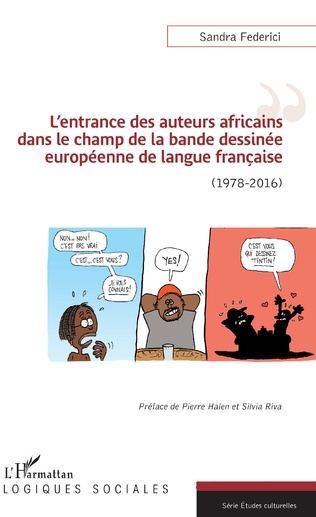 Sandra Federici
L'entrance des auteurs africains
dans le champ de la bande dessinée
européenne de langue française
(1978-2016)
NON... NON!
C'EST PAS VRAI
C'EST... C'EST VOUS?
JE VOUS
CONNAIS!
YES!
C'EST VOUS
QUI DESSINEZ
"TINTIN"!
Préface de Pierre Halen et Silvia Riva
L'Harmattan
LOGIQUES SOCIALES
Série Études culturelles